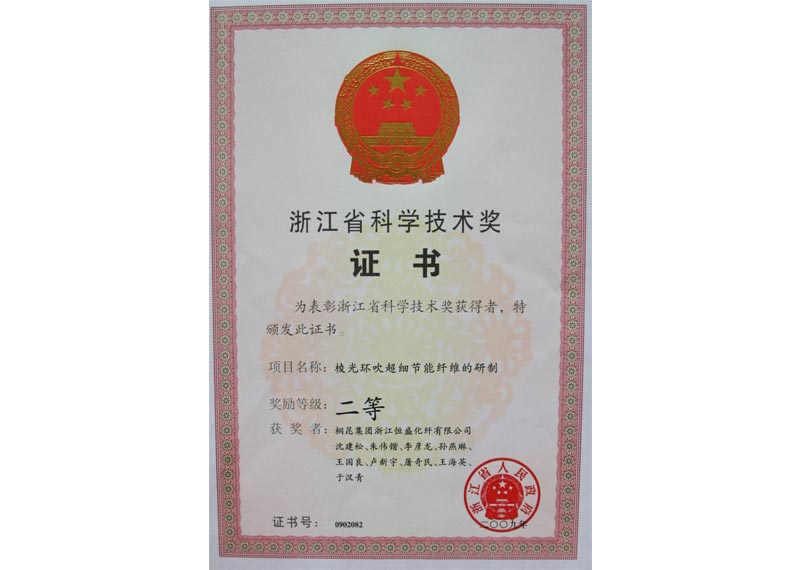 浙江省科学技术奖
证书
为表彰浙江省科学技术奖获得者，特
颁发此证书。
项目名称：棱光环吹超细节能纤维的研制
奖励等级：二等
获奖者：桐昆集团浙江恒盛化纤有限公司
沈建松、朱伟锴、李彦龙、孙燕琳、
王国良、卢新宇、屠奇民、王海英、
于汉青
浙江省人民政府
二〇〇九年
证书号：0902082